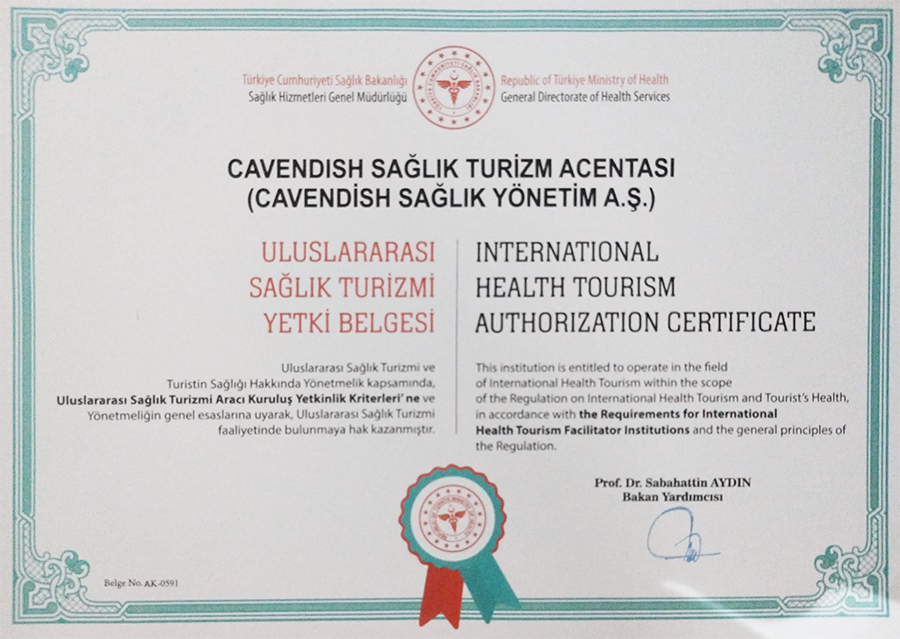 Türkiye Cumhuriyeti Sağlık Bakanlığı
Sağlık Hizmetleri Genel Müdürlüğü
Republic of Türkiye Ministry of Health
General Directorate of Health Services
CAVENDISH SAĞLIK TURİZM ACENTASI
(CAVENDİSH SAĞLIK YÖNETİM A.Ş.)
ULUSLARARASI
SAĞLIK TURİZMİ
YETKİ BELGESİ
INTERNATIONAL
HEALTH TOURISM
AUTHORIZATION CERTIFICATE
Uluslararası Sağlık Turizmi ve
Turistin Sağlığı Hakkında Yönetmelik kapsamında,
Uluslararası Sağlık Turizmi Aracı Kuruluş Yetkinlik Kriterleri' ne ve
Yönetmeliğin genel esaslarına uyarak, Uluslararası Sağlık Turizmi
faaliyetinde bulunmaya hak kazanmıştır.
This institution is entitled to operate in the field
of International Health Tourism within the scope
of the Regulation on International Health Tourism and Tourist's Health,
in accordance with the Requirements for International
Health Tourism Facilitator Institutions and the general principles of
the Regulation.
Prof. Dr. Sabahattin AYDIN
Bakan Yardımcısı
Belge No. AK-0591